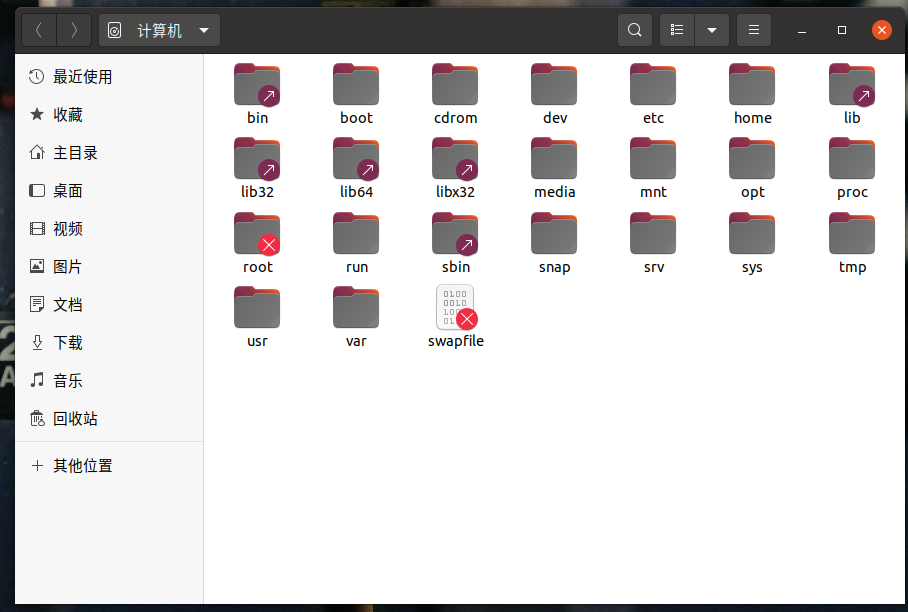 计算机
最近使用
收藏
主目录
桌面
视频
图片
文档
下载
音乐
回收站
其他位置
bin boot cdrom dev etc home lib
lib32 lib64 libx32 media mnt opt proc
root run sbin snap srv sys tmp
usr var swapfile